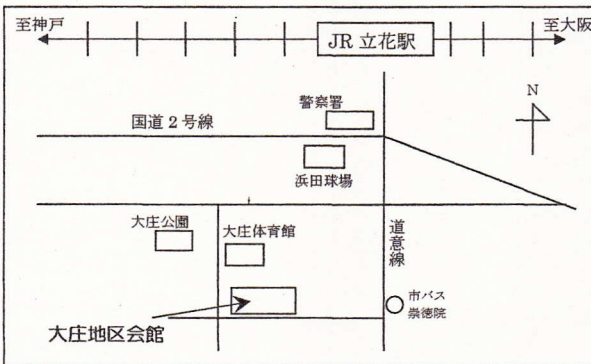 至神戸
JR 立花駅
至大阪
警察署
N
国道２号線
浜田球場
大庄公園
大庄体育館
道意線
市バス
崇徳院
大庄地区会館